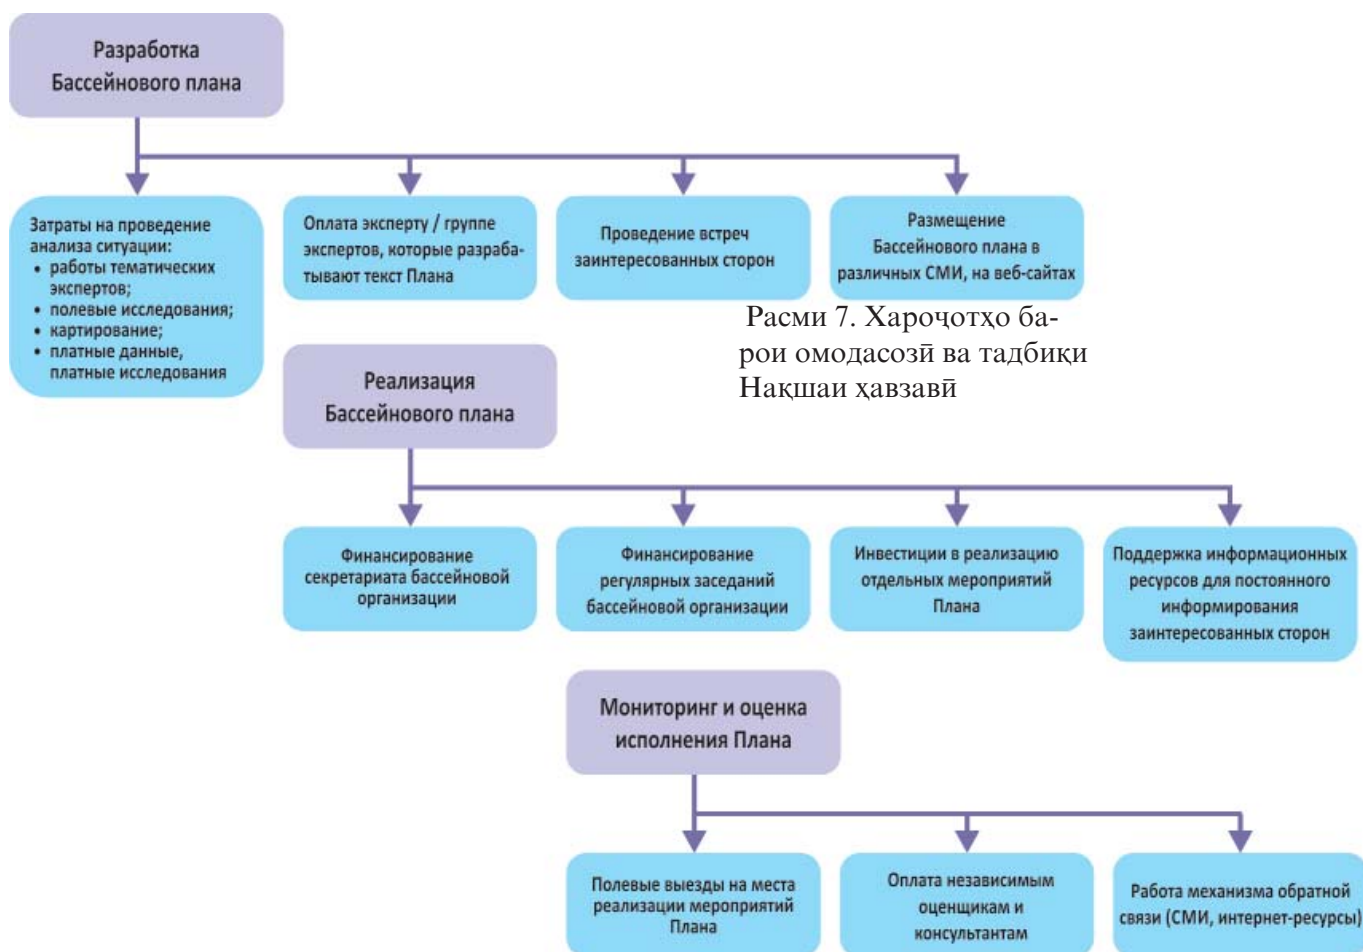 Разработка
Бассейнового плана
Затраты на проведение
анализа ситуации:
• работы тематических
экспертов;
• полевые исследования;
• картирование;
• платные данные,
платные исследования
Оплата эксперту / группе
экспертов, которые разраба-
тывают текст Плана
Проведение встреч
заинтересованных сторон
Размещение
Бассейнового плана в
различных СМИ, на веб-сайтах
Расми 7. Хароҷотҳо ба-
рои омодасозӣ ва тадбиқи
Нақшаи ҳавзавӣ
Реализация
Бассейнового плана
Финансирование
секретариата бассейновой
организации
Финансирование
регулярных заседаний
бассейновой организации
Инвестиции в реализацию
отдельных мероприятий
Плана
Поддержка информационных
ресурсов для постоянного
информирования
заинтересованных сторон
Мониторинг и оценка
исполнения Плана
Полевые выезды на места
реализации мероприятий
Плана
Оплата независимым
оценщикам и
консультантам
Работа механизма обратной
связи (СМИ, интернет-ресурсы)